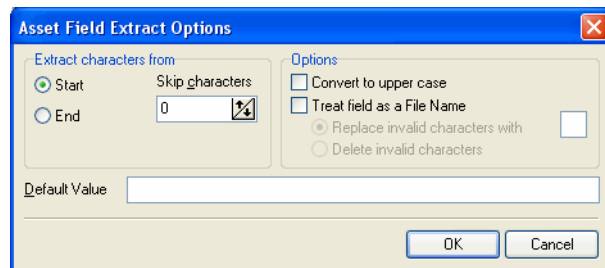 Asset Field Extract Options
Extract characters from
Start
Skip characters
0
End
Options
Convert to upper case
Treat field as a File Name
Replace invalid characters with
Delete invalid characters
Default Value
OK
Cancel